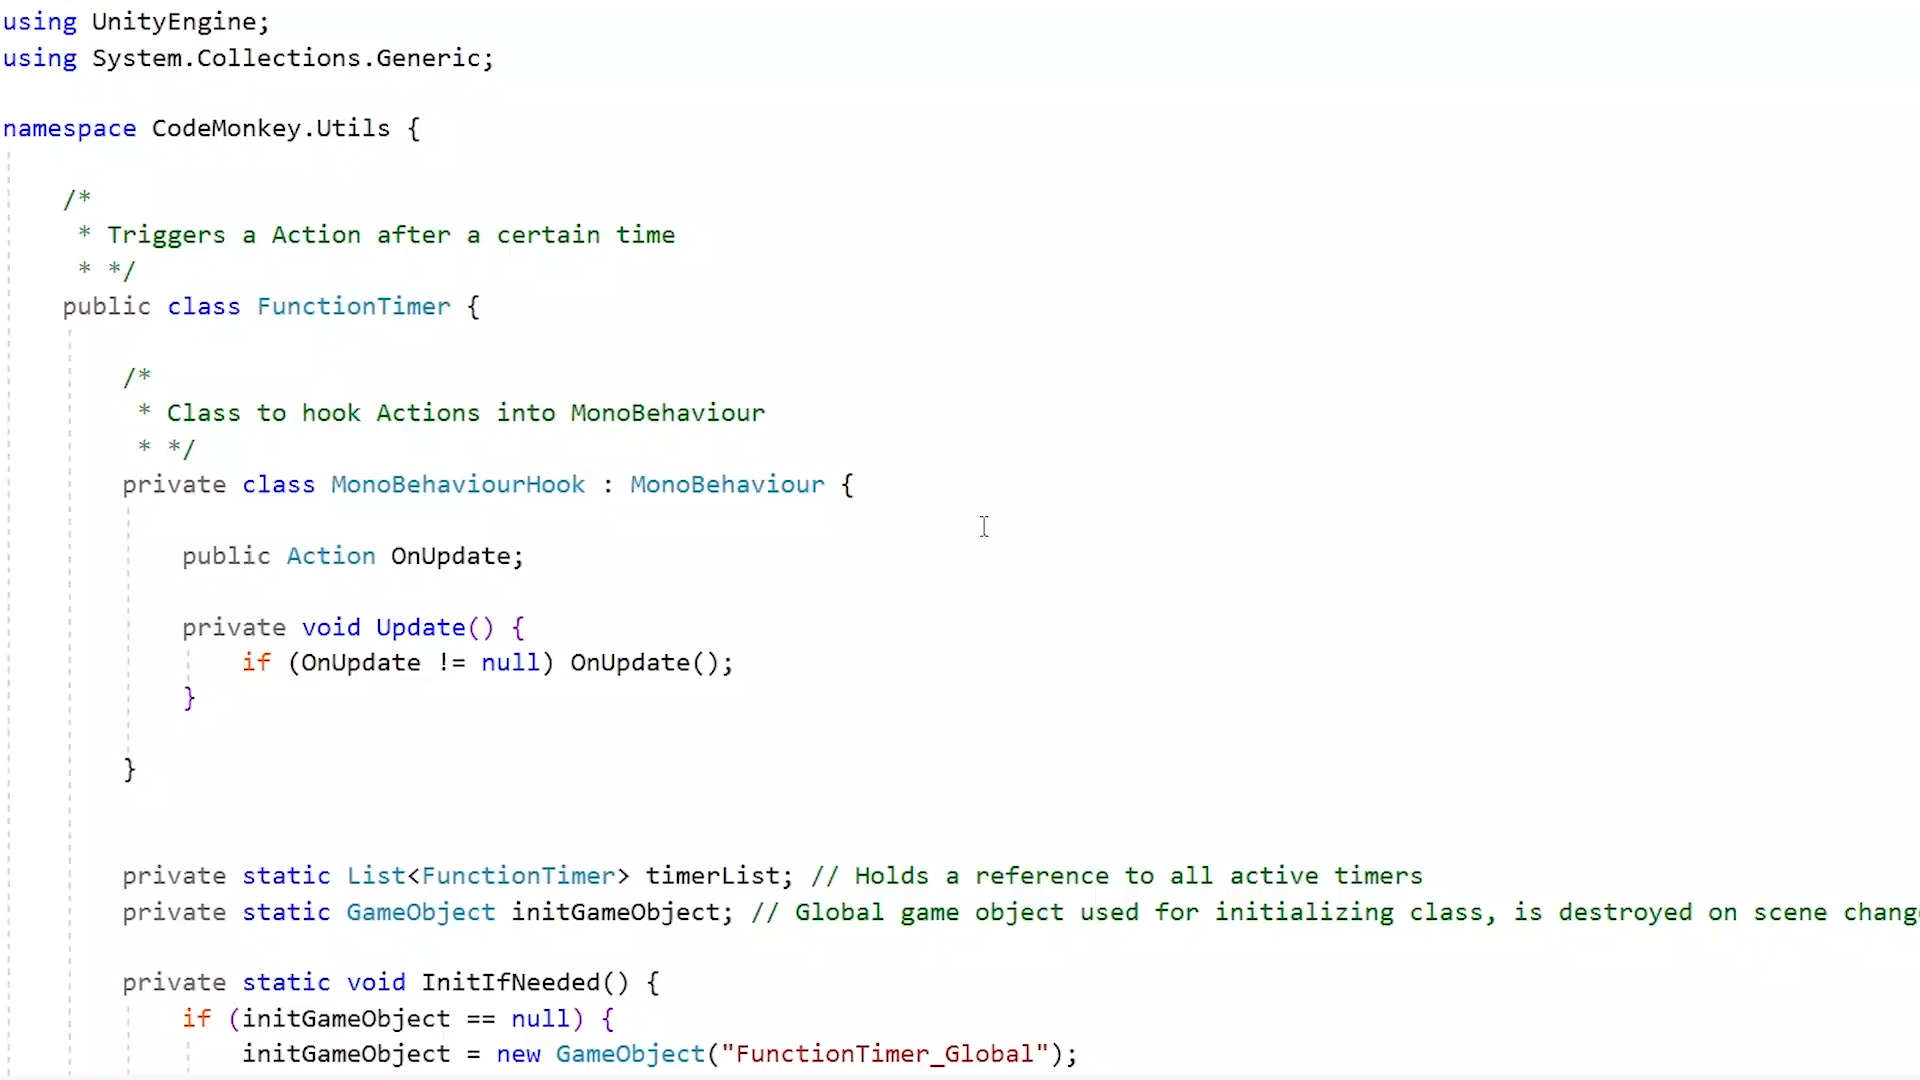 using UnityEngine;
using System.Collections.Generic;
namespace CodeMonkey.Utils {
/*
* Triggers a Action after a certain time
* */
public class FunctionTimer {
/*
* Class to hook Actions into MonoBehaviour
* */
private class MonoBehaviourHook : MonoBehaviour {
public Action OnUpdate;
private void Update() {
if (OnUpdate != null) OnUpdate();
}
}
private static List<FunctionTimer> timerList; // Holds a reference to all active timers
private static GameObject initGameObject; // Global game object used for initializing class, is destroyed on scene chang
private static void InitIfNeeded() {
if (initGameObject == null) {
initGameObject = new GameObject("FunctionTimer_Global");